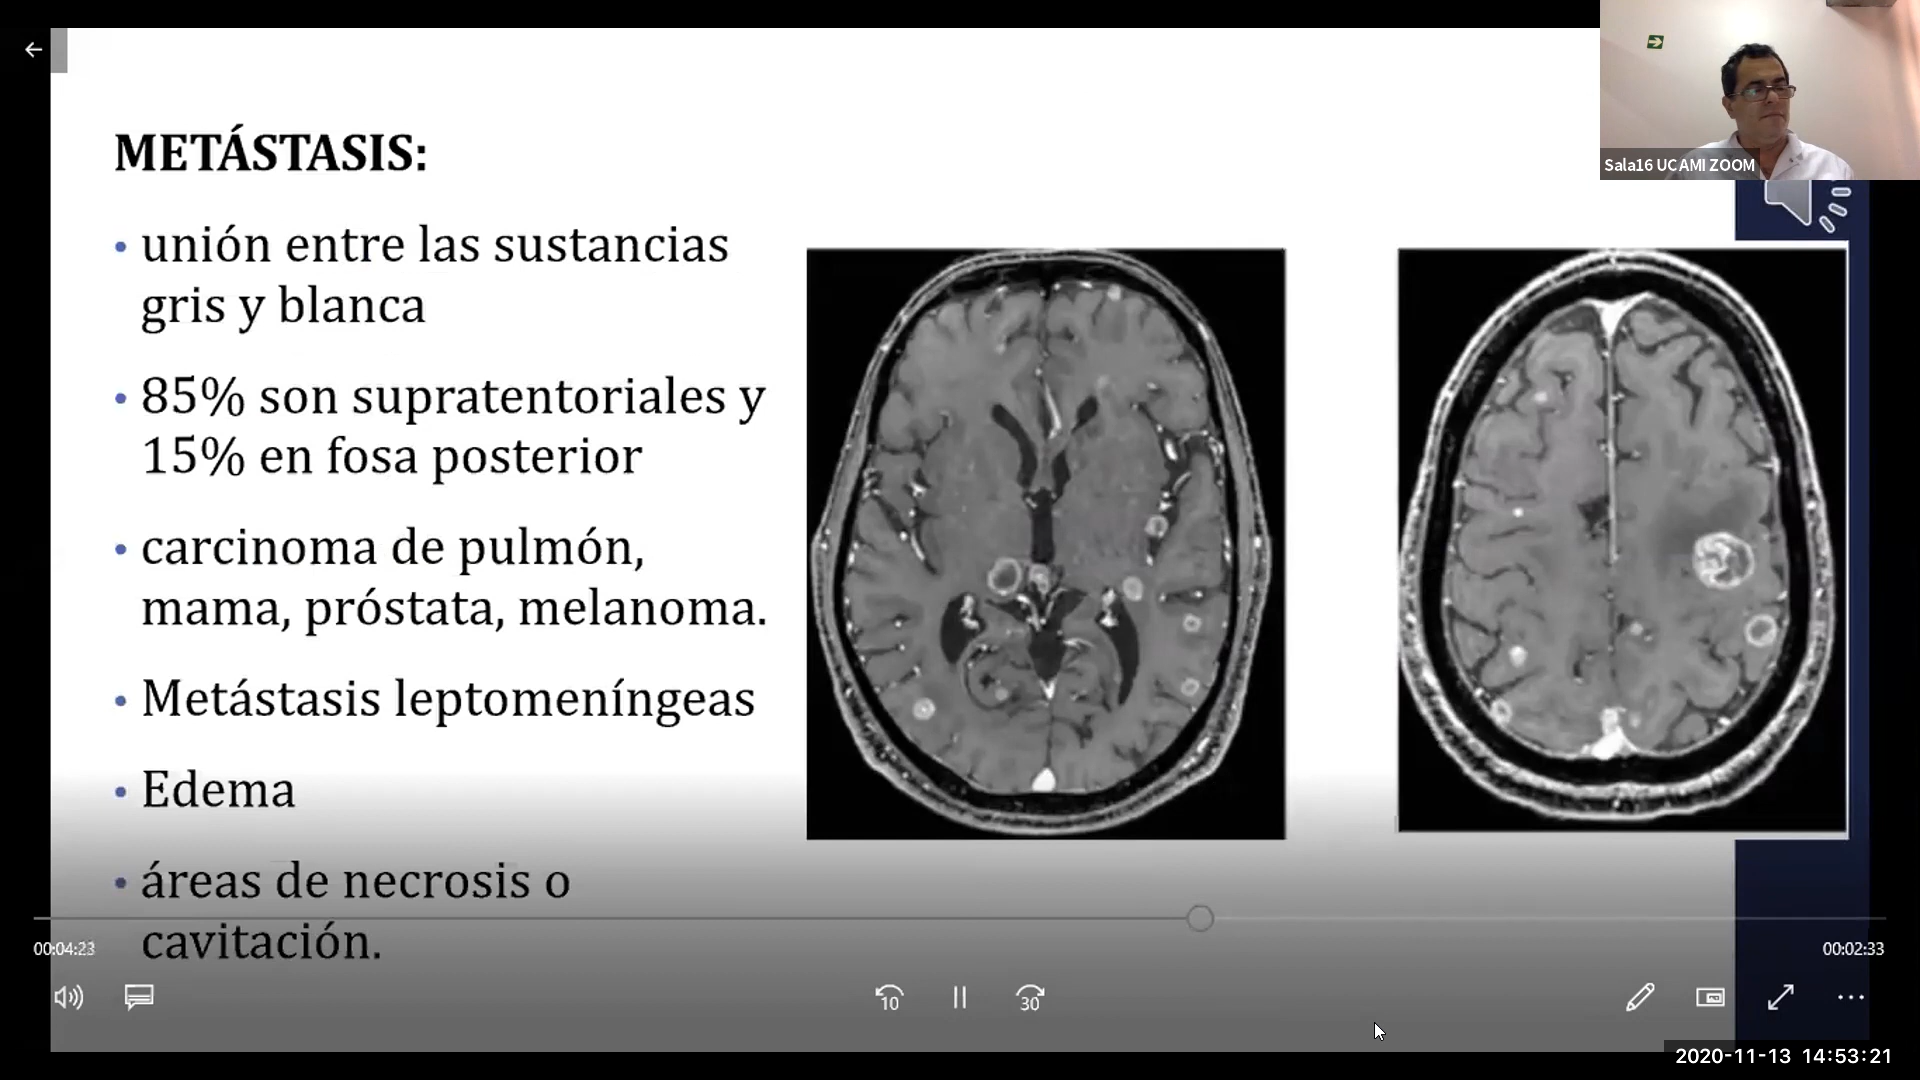 Sala16 UCAMI ZOOM
METÁSTASIS:
• unión entre las sustancias
gris y blanca
• 85% son supratentoriales y
15% en fosa posterior
• carcinoma de pulmón,
mama, próstata, melanoma.
• Metástasis leptomeníngeas
• Edema
• áreas de necrosis o
cavitación.
00:04:23
00:02:33
10
30
2020-11-13 14:53:21